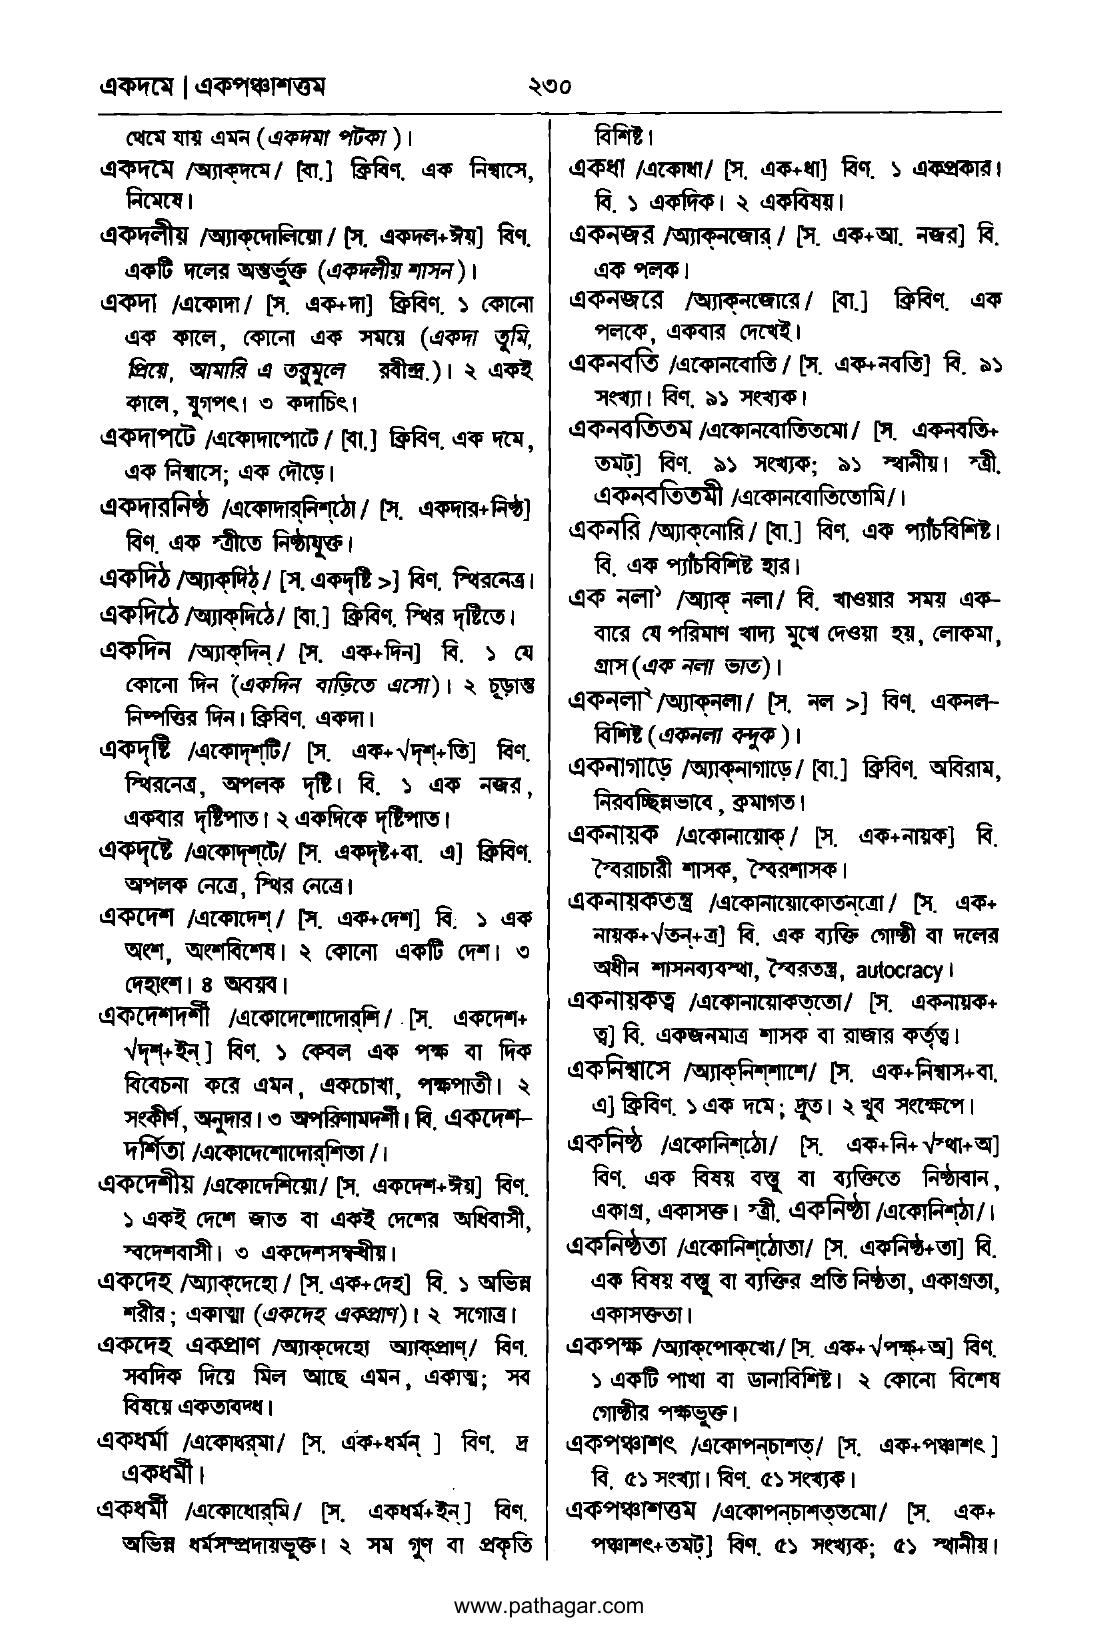 একদমে | একপঞ্চাশত্তম ২৩০
থেমে যায় এমন (একদমা পটকা )।
একদমে /অ্যাক্‌দমে/ [বা.] ক্রিবিণ. এক নিশ্বাসে,
নিমেষে।
একদলীয় /অ্যাক্‌দোলিয়ো/ [স. একদল+ঈয়] বিণ.
একটি দলের অন্তর্ভুক্ত (একদলীয় শাসন)।
একদা /একোদা/ [স. এক+দা] ক্রিবিণ. ১ কোনো
এক কালে, কোনো এক সময়ে (একদা তুমি,
প্রিয়ে, আমারি এ তরুমূলে রবীন্দ্র.)। ২ একই
কালে, যুগপৎ। ৩ কদাচিৎ।
একদাপটে /একোদাপোটে/ [বা.] ক্রিবিণ. এক দমে,
এক নিশ্বাসে; এক দৌড়ে।
একদারনিষ্ঠ /একোদার্‌নিশ্‌ঠো/ [স. একদার+নিষ্ঠ]
বিণ. এক স্ত্রীতে নিষ্ঠাযুক্ত।
একদিঠ /অ্যাক্‌দিঠ্‌/ [স. একদৃষ্টি >] বিণ. স্থিরনেত্র।
একদিঠে /অ্যাক্‌দিঠে/ [বা.] ক্রিবিণ. স্থির দৃষ্টিতে।
একদিন /অ্যাক্‌দিন্‌/ [স. এক+দিন] বি. ১ যে
কোনো দিন (একদিন বাড়িতে এসো)। ২ চূড়ান্ত
নিষ্পত্তির দিন। ক্রিবিণ. একদা।
একদৃষ্টি /একোদৃশ্‌টি/ [স. এক+√দৃশ্‌+তি] বিণ.
স্থিরনেত্র, অপলক দৃষ্টি। বি. ১ এক নজর,
একবার দৃষ্টিপাত। ২ একদিকে দৃষ্টিপাত।
একদৃষ্টে /একোদৃশ্‌টে/ [স. একদৃষ্ট+বা. এ] ক্রিবিণ.
অপলক নেত্রে, স্থির নেত্রে।
একদেশ /একোদেশ্‌/ [স. এক+দেশ] বি. ১ এক
অংশ, অংশবিশেষ। ২ কোনো একটি দেশ। ৩
দেহাংশ। ৪ অবয়ব।
একদেশদর্শী /একোদেশোদোর্‌শি/ [স. একদেশ+
√দৃশ্‌+ইন্‌] বিণ. ১ কেবল এক পক্ষ বা দিক
বিবেচনা করে এমন, একচোখা, পক্ষপাতী। ২
সংকীর্ণ, অনুদার। ৩ অপরিণামদর্শী। বি. একদেশ-
দর্শিতা /একোদেশোদোর্‌শিতা/।
একদেশীয় /একোদেশিয়ো/ [স. একদেশ+ঈয়] বিণ.
১ একই দেশে জাত বা একই দেশের অধিবাসী,
স্বদেশবাসী। ৩ একদেশসম্বন্ধীয়।
একদেহ /অ্যাক্‌দেহো/ [স. এক+দেহ] বি. ১ অভিন্ন
শরীর; একাত্মা (একদেহ একপ্রাণ)। ২ সগোত্র।
একদেহ একপ্রাণ /অ্যাক্‌দেহো অ্যাক্‌প্রাণ্‌/ বিণ.
সবদিক দিয়ে মিল আছে এমন, একাত্ম; সব
বিষয়ে একতাবদ্ধ।
একধর্মা /একোধর্‌মা/ [স. এক+ধর্মন্‌ ] বিণ. দ্র
একধর্মী।
একধর্মী /একোধোর্‌মি/ [স. একধর্ম+ইন্‌] বিণ.
অভিন্ন ধর্মসম্প্রদায়ভুক্ত। ২ সম গুণ বা প্রকৃতি
বিশিষ্ট।
একধা /একোধা/ [স. এক+ধা] বিণ. ১ একপ্রকার।
বি. ১ একদিক। ২ একবিষয়।
একনজর /অ্যাক্‌নজোর্‌/ [স. এক+আ. নজর] বি.
এক পলক।
একনজরে /অ্যাক্‌নজোরে/ [বা.] ক্রিবিণ. এক
পলকে, একবার দেখেই।
একনবতি /একোনবোতি/ [স. এক+নবতি] বি. ৯১
সংখ্যা। বিণ. ৯১ সংখ্যক।
একনবতিতম /একোনবোতিতমো/ [স. একনবতি+
তমট্‌] বিণ. ৯১ সংখ্যক; ৯১ স্থানীয়। স্ত্রী.
একনবতিতমী /একোনবোতিতোমি/।
একনরি /অ্যাক্‌নোরি/ [বা.] বিণ. এক প্যাঁচবিশিষ্ট।
বি. এক প্যাঁচবিশিষ্ট হার।
এক নলা১ /অ্যাক্‌ নলা/ বি. খাওয়ার সময় এক-
বারে যে পরিমাণ খাদ্য মুখে দেওয়া হয়, লোকমা,
গ্রাস (এক নলা ভাত)।
একনলা২ /অ্যাক্‌নলা/ [স. নল >] বিণ. একনল-
বিশিষ্ট (একনলা বন্দুক )।
একনাগাড়ে /অ্যাক্‌নাগাড়ে/ [বা.] ক্রিবিণ. অবিরাম,
নিরবচ্ছিন্নভাবে, ক্রমাগত।
একনায়ক /একোনায়োক্‌/ [স. এক+নায়ক] বি.
স্বৈরাচারী শাসক, স্বৈরশাসক।
একনায়কতন্ত্র /একোনায়োকোতন্‌ত্রো/ [স. এক+
নায়ক+√তন্‌+ত্র] বি. এক ব্যক্তি গোষ্ঠী বা দলের
অধীন শাসনব্যবস্থা, স্বৈরতন্ত্র, autocracy।
একনায়কত্ব /একোনায়োকত্‌তো/ [স. একনায়ক+
ত্ব] বি. একজনমাত্র শাসক বা রাজার কর্তৃত্ব।
একনিশ্বাসে /অ্যাক্‌নিশ্‌শাশে/ [স. এক+নিশ্বাস+বা.
এ] ক্রিবিণ. ১ এক দমে; দ্রুত। ২ খুব সংক্ষেপে।
একনিষ্ঠ /একোনিশ্‌ঠো/ [স. এক+নি+√স্থা+অ]
বিণ. এক বিষয় বস্তু বা ব্যক্তিতে নিষ্ঠাবান,
একাগ্র, একাসক্ত। স্ত্রী. একনিষ্ঠা /একোনিশ্‌ঠা/।
একনিষ্ঠতা /একোনিশ্‌ঠোতা/ [স. একনিষ্ঠ+তা] বি.
এক বিষয় বস্তু বা ব্যক্তির প্রতি নিষ্ঠতা, একাগ্রতা,
একাসক্ততা।
একপক্ষ /অ্যাক্‌পোক্‌খো/ [স. এক+√পক্ষ্‌+অ] বিণ.
১ একটি পাখা বা ডানাবিশিষ্ট। ২ কোনো বিশেষ
গোষ্ঠীর পক্ষভুক্ত।
একপঞ্চাশৎ /একোপন্‌চাশত্‌/ [স. এক+পঞ্চাশৎ ]
বি. ৫১ সংখ্যা। বিণ. ৫১ সংখ্যক।
একপঞ্চাশত্তম /একোপন্‌চাশত্‌তমো/ [স. এক+
পঞ্চাশৎ+তমট্‌] বিণ. ৫১ সংখ্যক; ৫১ স্থানীয়।
www.pathagar.com